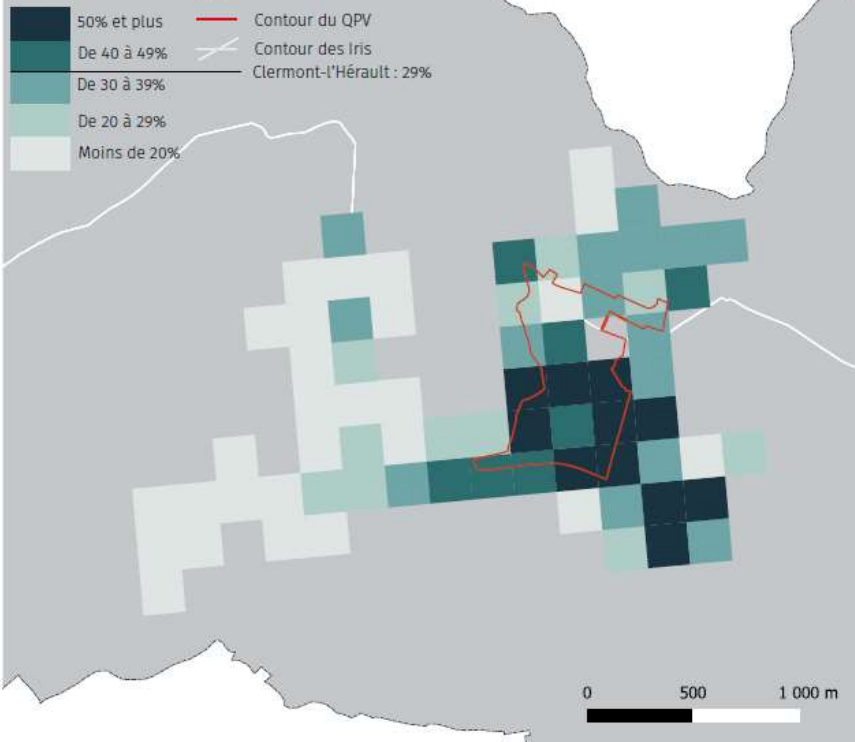 50% et plus
De 40 à 49%
De 30 à 39%
De 20 à 29%
Moins de 20%
Contour du QPV
Contour des Iris
Clermont-l'Hérault : 29%
0 500 1 000 m